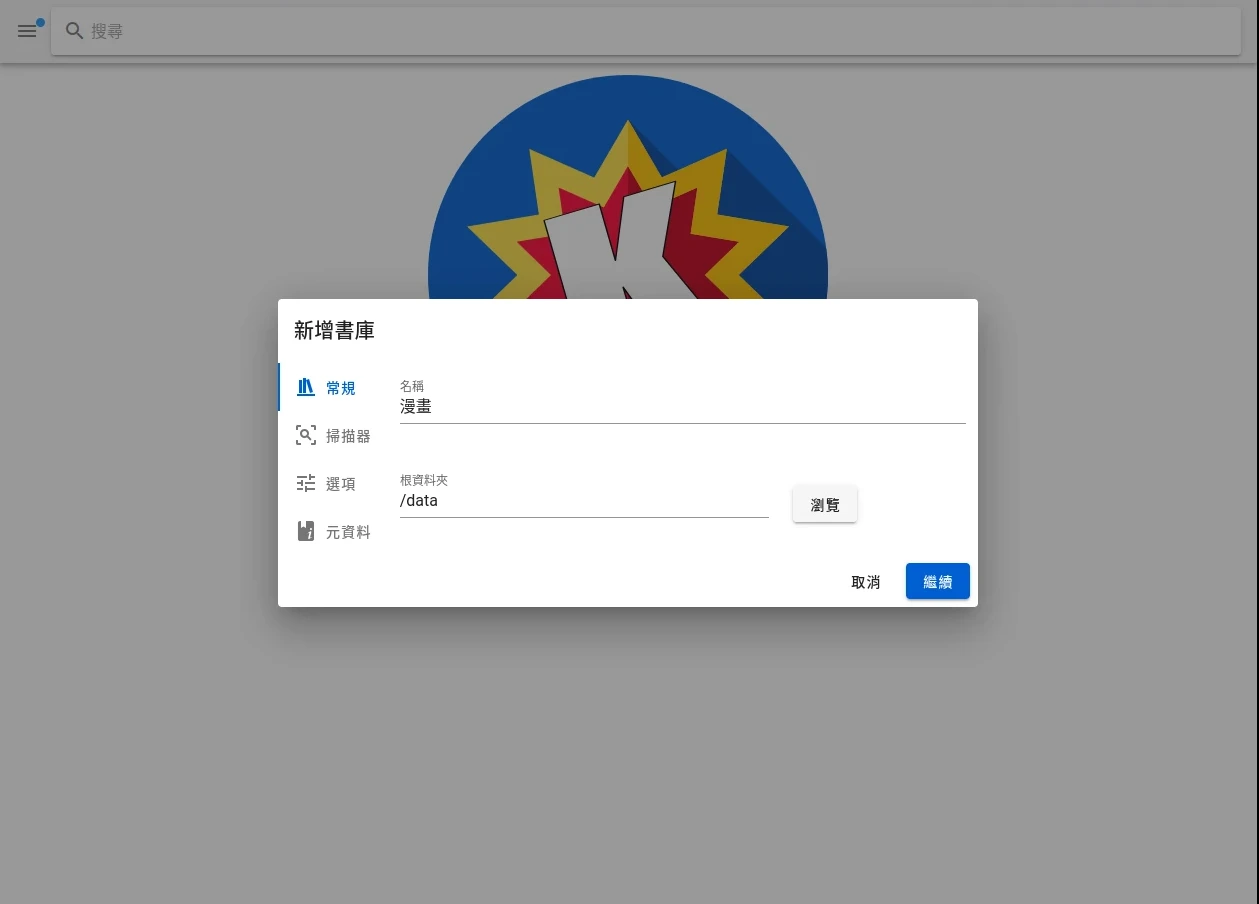 搜尋
新增書庫
常規
掃描器
選項
元資料
名稱
漫畫
根資料夾
/data
瀏覽
取消
繼續